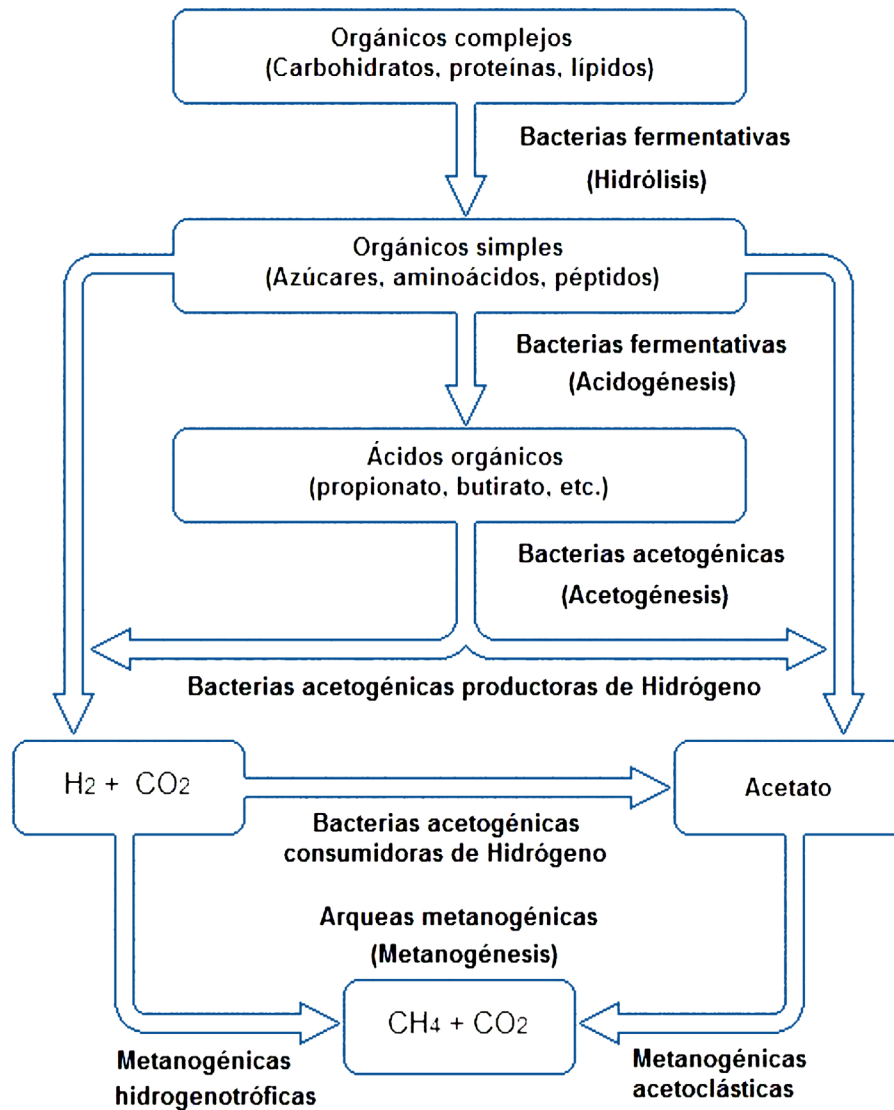 Orgánicos complejos
(Carbohidratos, proteínas, lípidos)
Bacterias fermentativas
(Hidrólisis)
Orgánicos simples
(Azúcares, aminoácidos, péptidos)
Bacterias fermentativas
(Acidogénesis)
Ácidos orgánicos
(propionato, butirato, etc.)
Bacterias acetogénicas
(Acetogénesis)
Bacterias acetogénicas productoras de Hidrógeno
H2 + CO2
Acetato
Bacterias acetogénicas
consumidoras de Hidrógeno
Arqueas metanogénicas
(Metanogénesis)
CH4 + CO2
Metanogénicas
hidrogenotróficas
Metanogénicas
acetoclásticas